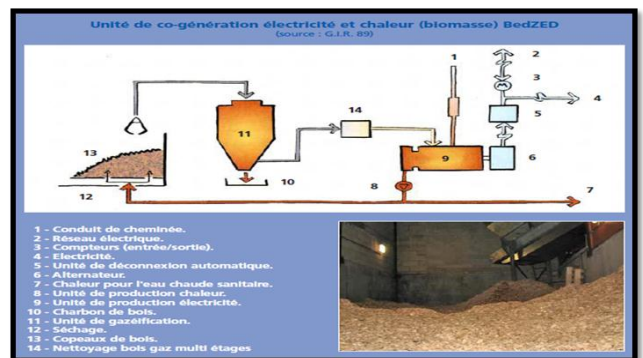 Unité de co-génération électricité et chaleur (biomasse) BedZED
(source : G.I.R. 89)
1
2
3
4
5
6
7
8
9
10
11
12
13
14
1 - Conduit de cheminée.
2 - Réseau électrique.
3 - Compteurs (entrée/sortie).
4 - Electricité.
5 - Unité de déconnexion automatique.
6 - Alternateur.
7 - Chaleur pour l'eau chaude sanitaire.
8 - Unité de production chaleur.
9 - Unité de production électricité.
10 - Charbon de bois.
11 - Unité de gazéification.
12 - Séchage.
13 - Copeaux de bois.
14 - Nettoyage bois gaz multi étages